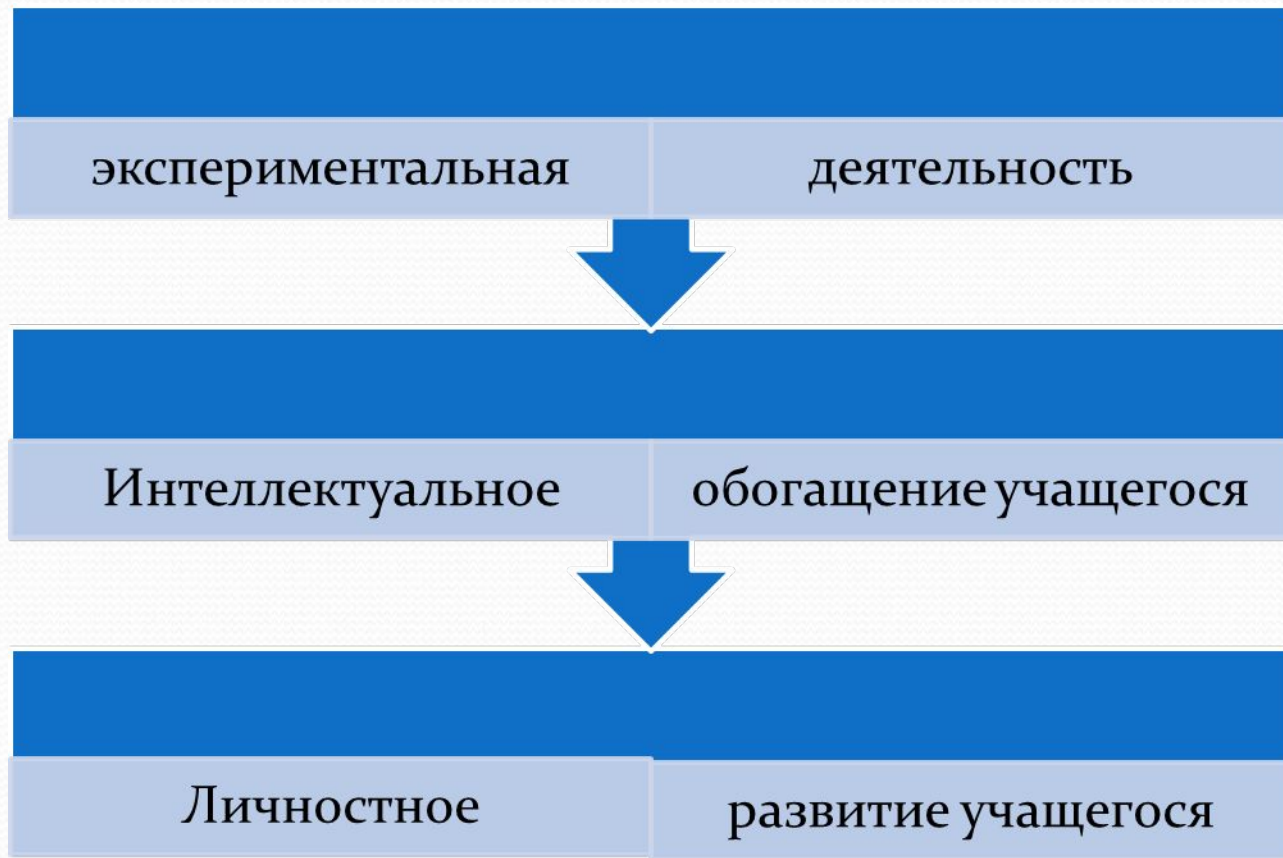 экспериментальная деятельность
Интеллектуальное обогащение учащегося
Личностное развитие учащегося